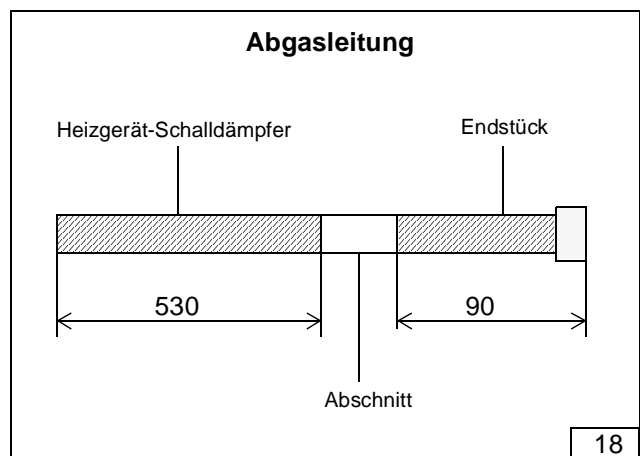 Abgasleitung
Heizgerät-Schalldämpfer
Endstück
530
90
Abschnitt
18